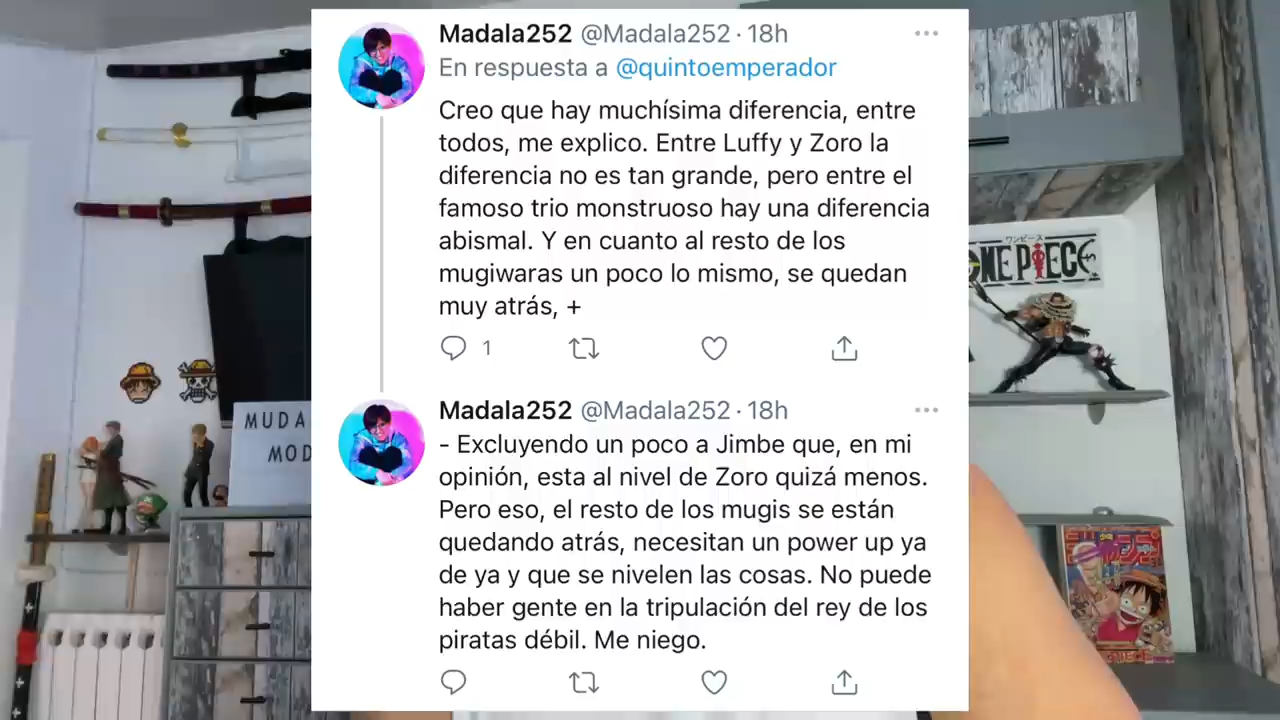 Madala252 @Madala252 · 18h
En respuesta a @quintoemperador
Creo que hay muchísima diferencia, entre
todos, me explico. Entre Luffy y Zoro la
diferencia no es tan grande, pero entre el
famoso trio monstruoso hay una diferencia
abismal. Y en cuanto al resto de los
mugiwaras un poco lo mismo, se quedan
muy atrás, +
1
Madala252 @Madala252 · 18h
- Excluyendo un poco a Jimbe que, en mi
opinión, esta al nivel de Zoro quizá menos.
Pero eso, el resto de los mugis se están
quedando atrás, necesitan un power up ya
de ya y que se nivelen las cosas. No puede
haber gente en la tripulación del rey de los
piratas débil. Me niego.
MUDA
MOD
ワンピース
ONE PIECE